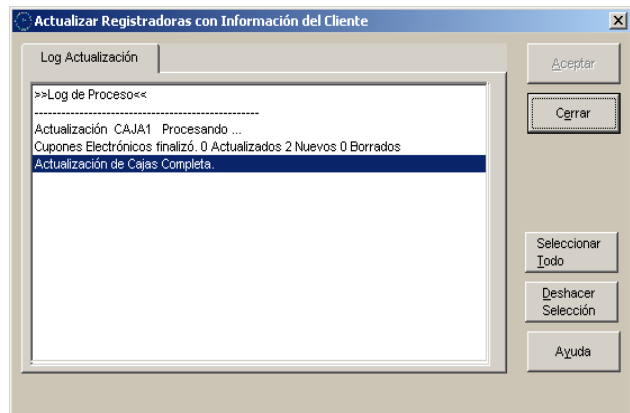 Actualizar Registradoras con Información del Cliente
Log Actualización
Aceptar
>>Log de Proceso<<
------------------------------------------------
Cerrar
Actualización CAJA1 Procesando ...
Cupones Electrónicos finalizó. 0 Actualizados 2 Nuevos 0 Borrados
Actualización de Cajas Completa.
Seleccionar
Todo
Deshacer
Selección
Ayuda